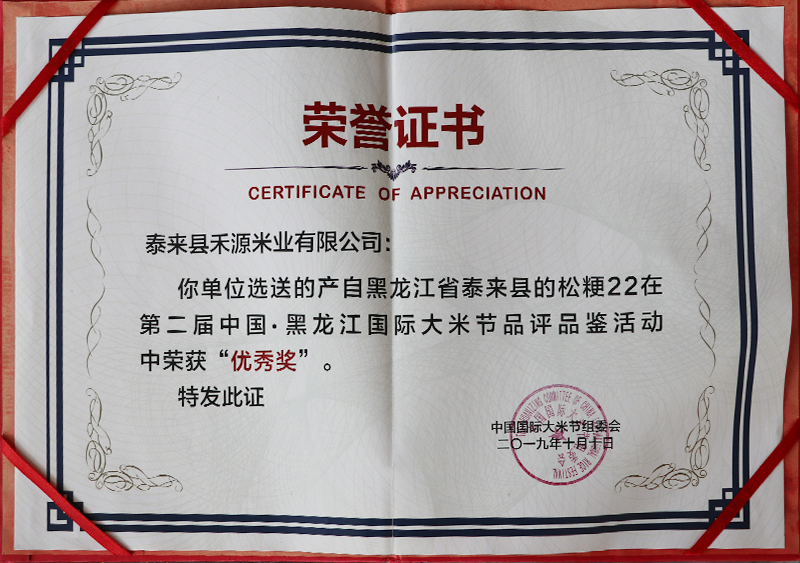 荣誉证书
CERTIFICATE OF APPRECIATION
泰来县禾源米业有限公司：
你单位选送的产自黑龙江省泰来县的松粳22在
第二届中国·黑龙江国际大米节品评品鉴活动
中荣获“优秀奖”。
特发此证
中国国际大米节组委会
二〇一九年十月十日